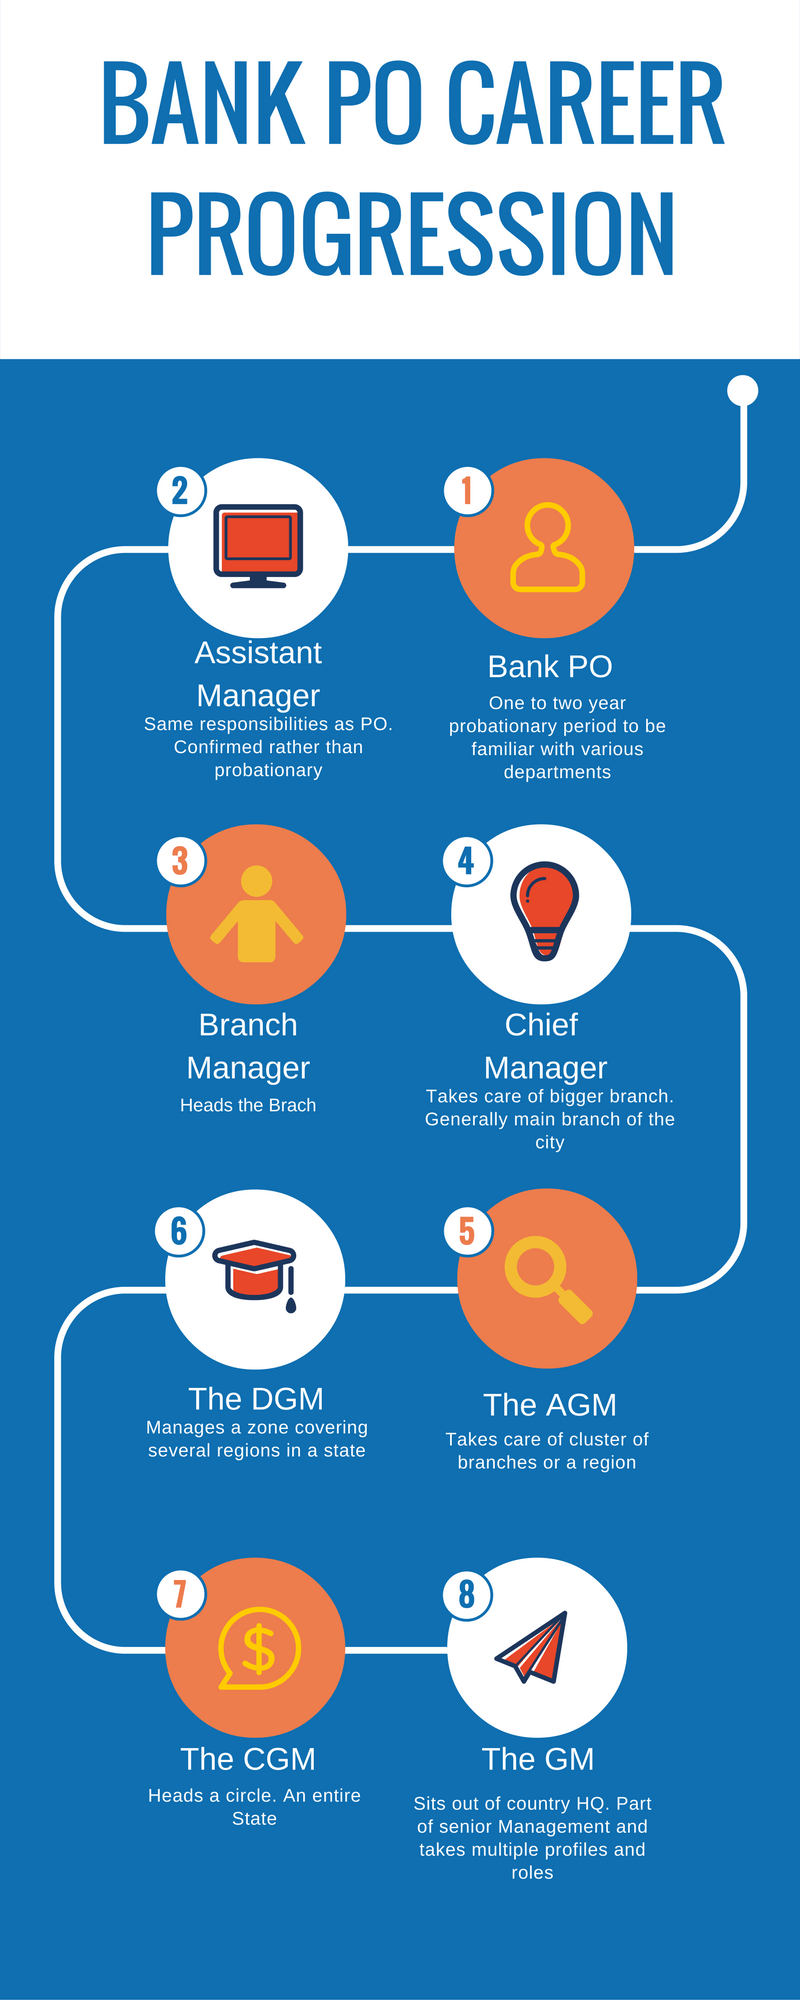 BANK PO CAREER
PROGRESSION
1
Bank PO
One to two year
probationary period to be
familiar with various
departments
2
Assistant
Manager
Same responsibilities as PO.
Confirmed rather than
probationary
3
Branch
Manager
Heads the Brach
4
Chief
Manager
Takes care of bigger branch.
Generally main branch of the
city
5
The AGM
Takes care of cluster of
branches or a region
6
The DGM
Manages a zone covering
several regions in a state
7
$
The CGM
Heads a circle. An entire
State
8
The GM
Sits out of country HQ. Part
of senior Management and
takes multiple profiles and
roles